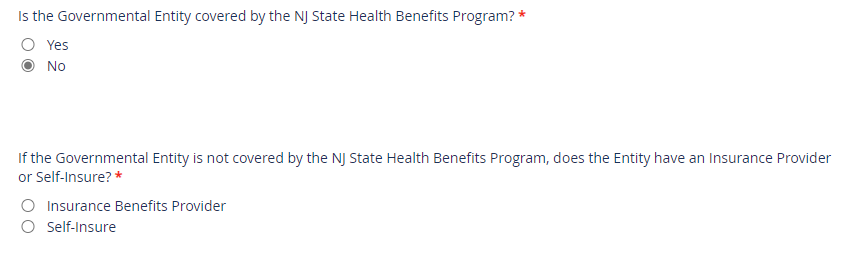 Is the Governmental Entity covered by the NJ State Health Benefits Program? *
Yes
No
If the Governmental Entity is not covered by the NJ State Health Benefits Program, does the Entity have an Insurance Provider
or Self-Insure? *
Insurance Benefits Provider
Self-Insure